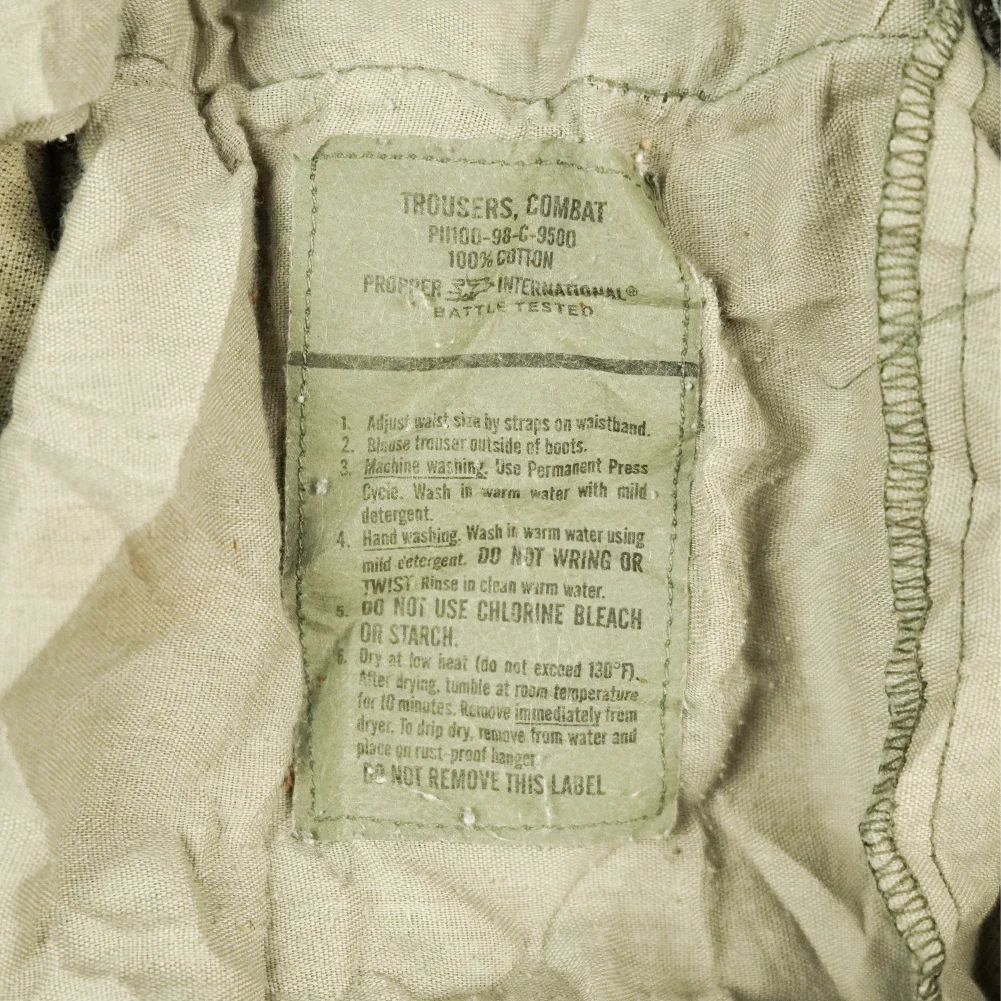 TROUSERS, COMBAT
PII100-98-C-9500
100% COTTON
PROPPER INTERNATIONAL®
BATTLE TESTED
1. Adjust waist size by straps on waistband.
2. Blouse trouser outside of boots.
3. Machine washing. Use Permanent Press
Cycle. Wash in warm water with mild
detergent.
4. Hand washing. Wash in warm water using
mild detergent. DO NOT WRING OR
TWIST. Rinse in clean warm water.
5. DO NOT USE CHLORINE BLEACH
OR STARCH.
6. Dry at low heat (do not exceed 130°F).
After drying, tumble at room temperature
for 10 minutes. Remove immediately from
dryer. To drip dry, remove from water and
place on rust-proof hanger
DO NOT REMOVE THIS LABEL